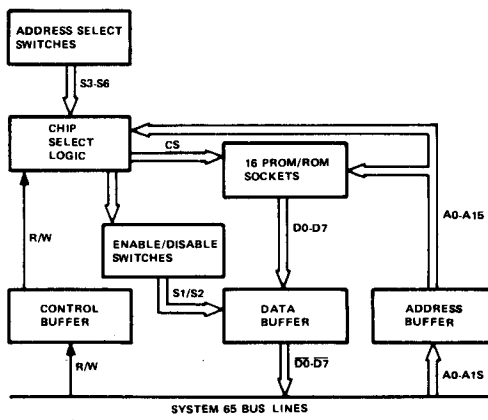 ADDRESS SELECT
SWITCHES
S3-S6
CHIP
SELECT
LOGIC
CS
16 PROM/ROM
SOCKETS
R/W
D0-D7
A0-A15
ENABLE/DISABLE
SWITCHES
S1/S2
CONTROL
BUFFER
DATA
BUFFER
ADDRESS
BUFFER
R/W
D0-D7
A0-A1S
SYSTEM 65 BUS LINES